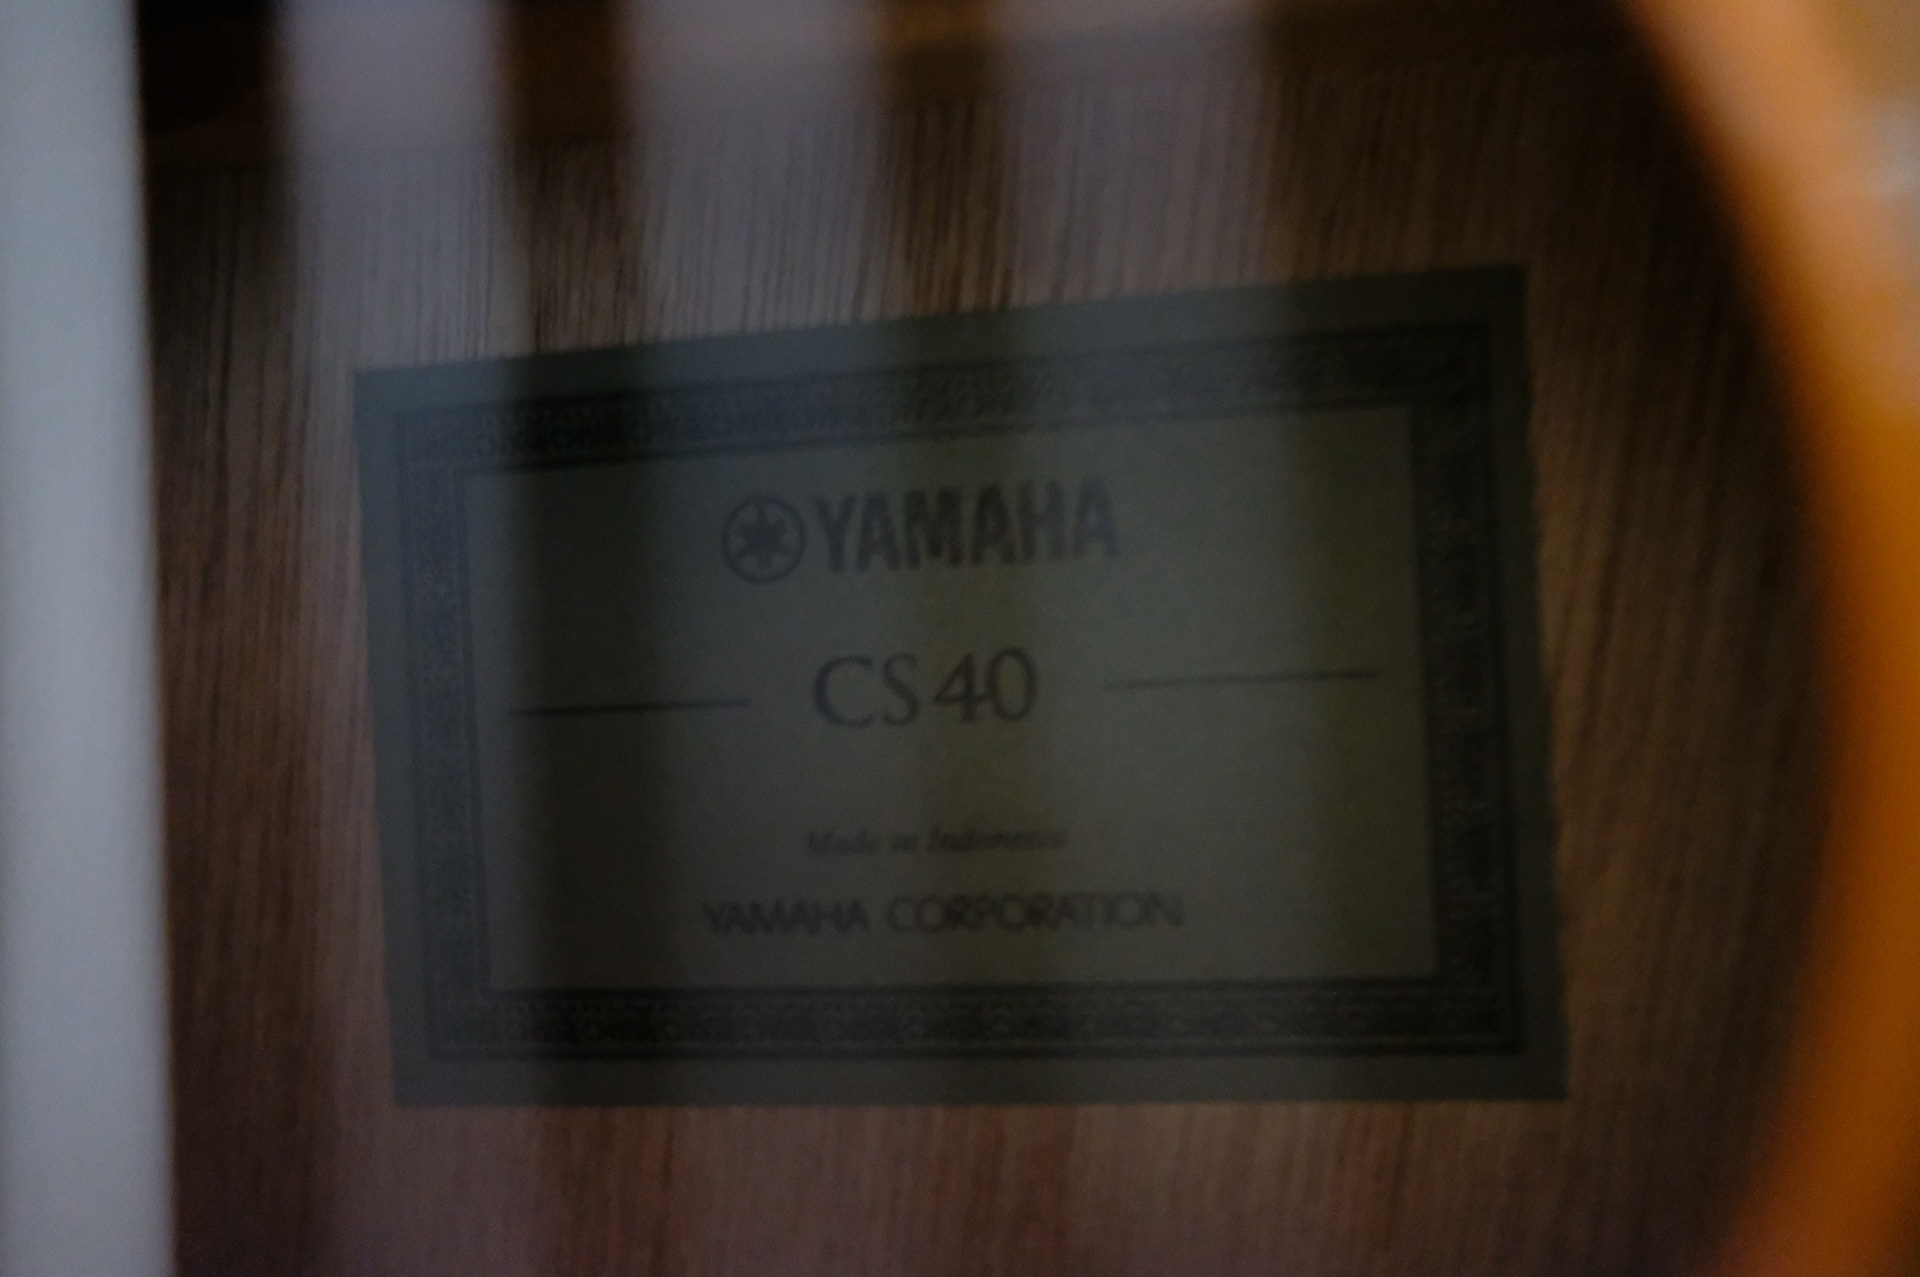 YAMAHA
CS40
Made in Indonesia
YAMAHA CORPORATION